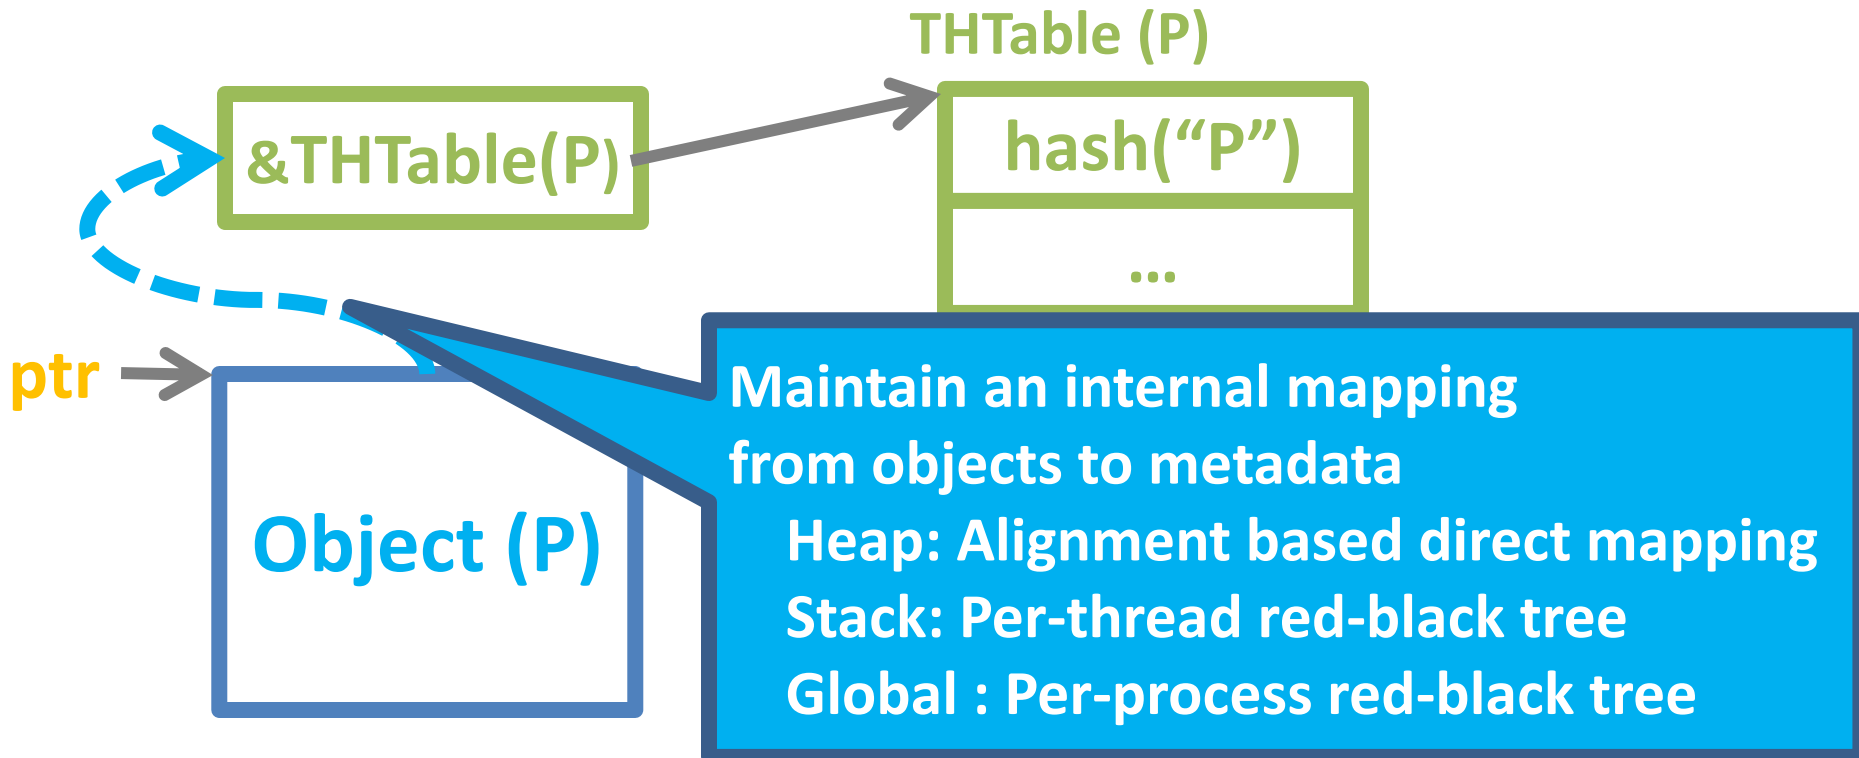 THTable (P)
&THTable(P)
hash(“P”)
...
ptr
Object (P)
Maintain an internal mapping
from objects to metadata
Heap: Alignment based direct mapping
Stack: Per-thread red-black tree
Global : Per-process red-black tree